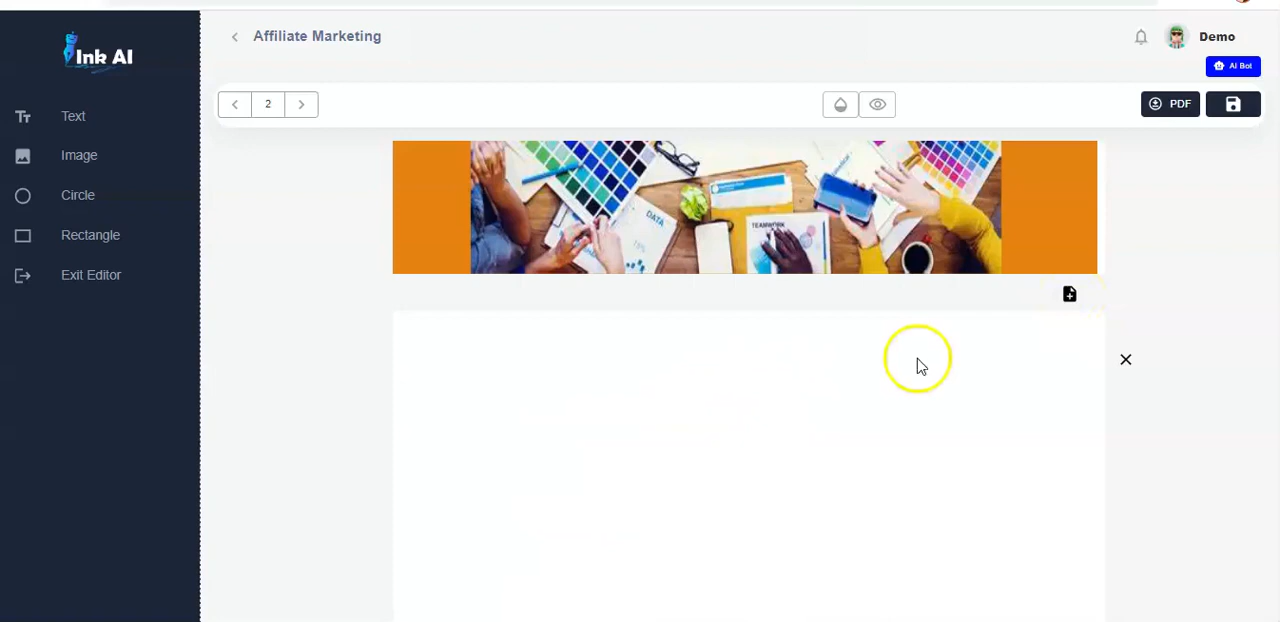 Ink AI
Affiliate Marketing
Demo
AI Bot
2
PDF
Text
Image
Circle
Rectangle
Exit Editor
DATA
TEAMWORK